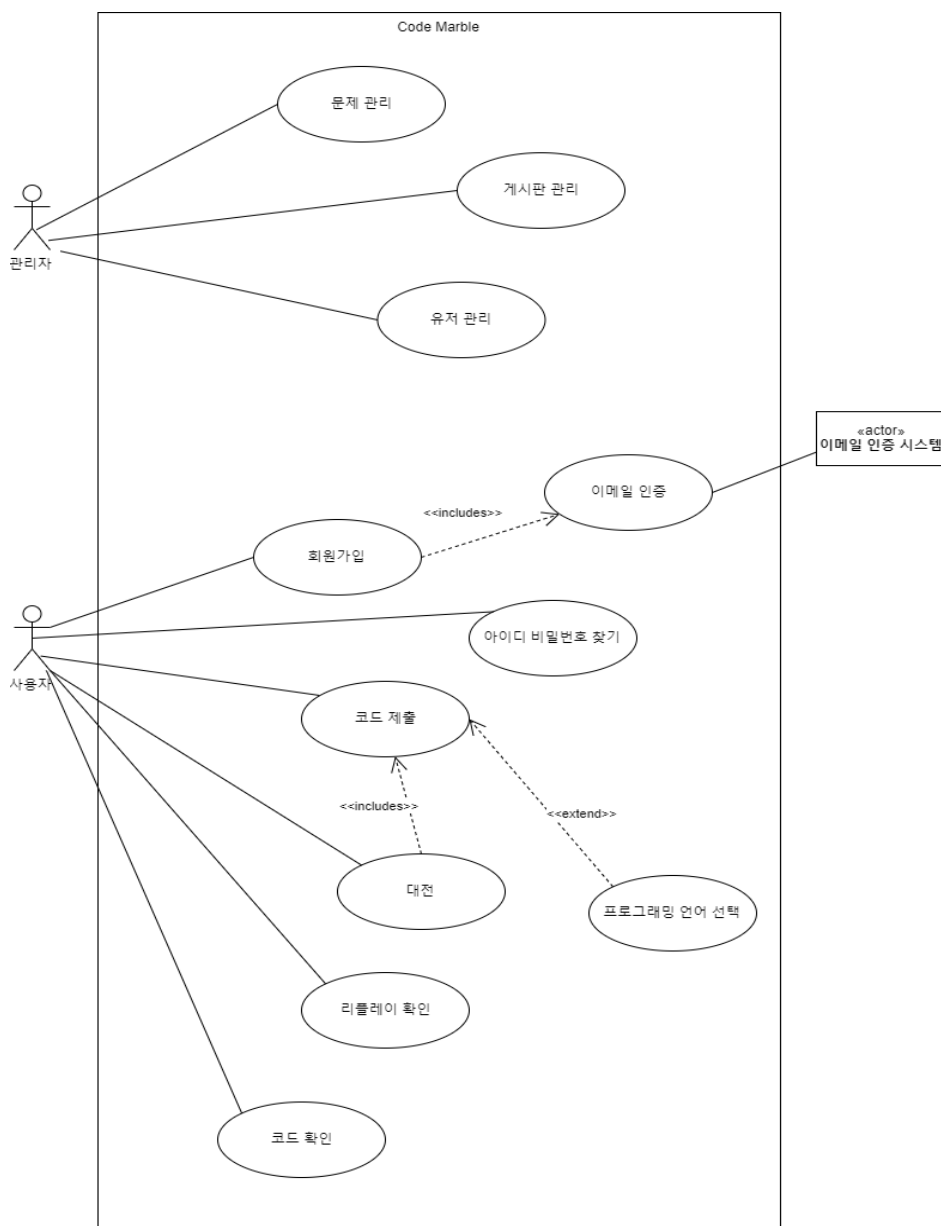 Code Marble
문제 관리
게시판 관리
관리자
유저 관리
«actor»
이메일 인증 시스템
이메일 인증
<<includes>>
회원가입
아이디 비밀번호 찾기
사용자
코드 제출
<<includes>>
<<extend>>
대전
프로그래밍 언어 선택
리플레이 확인
코드 확인